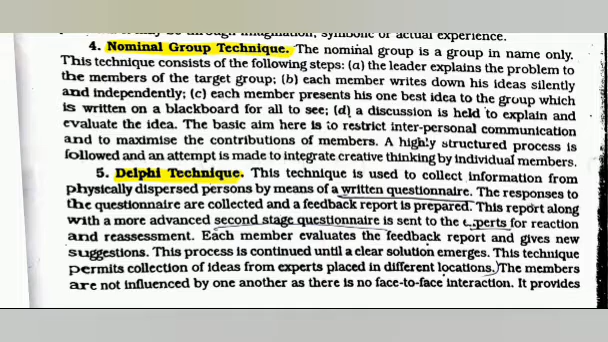 through imagination, symbolic or actual experience.
4. Nominal Group Technique. The nominal group is a group in name only.
This technique consists of the following steps: (a) the leader explains the problem to
the members of the target group; (b) each member writes down his ideas silently
and independently; (c) each member presents his one best idea to the group which
is written on a blackboard for all to see; (d) a discussion is held to explain and
evaluate the idea. The basic aim here is to restrict inter-personal communication
and to maximise the contributions of members. A highly structured process is
followed and an attempt is made to integrate creative thinking by individual members.
5. Delphi Technique. This technique is used to collect information from
physically dispersed persons by means of a written questionnaire. The responses to
the questionnaire are collected and a feedback report is prepared. This report along
with a more advanced second stage questionnaire is sent to the experts for reaction
and reassessment. Each member evaluates the feedback report and gives new
suggestions. This process is continued until a clear solution emerges. This technique
permits collection of ideas from experts placed in different locations. The members
are not influenced by one another as there is no face-to-face interaction. It provides